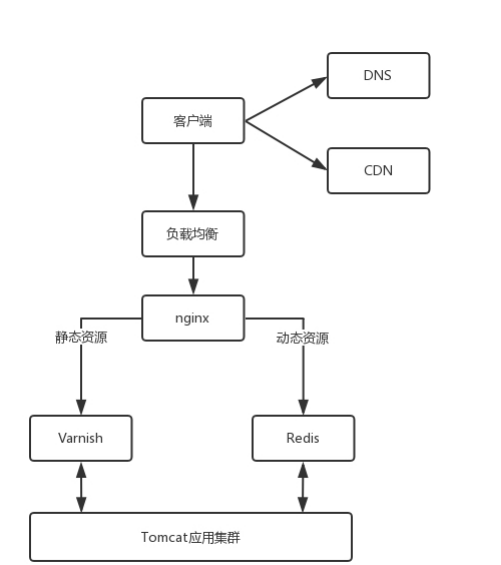 DNS
客户端
CDN
负载均衡
nginx
静态资源
动态资源
Varnish
Redis
Tomcat应用集群